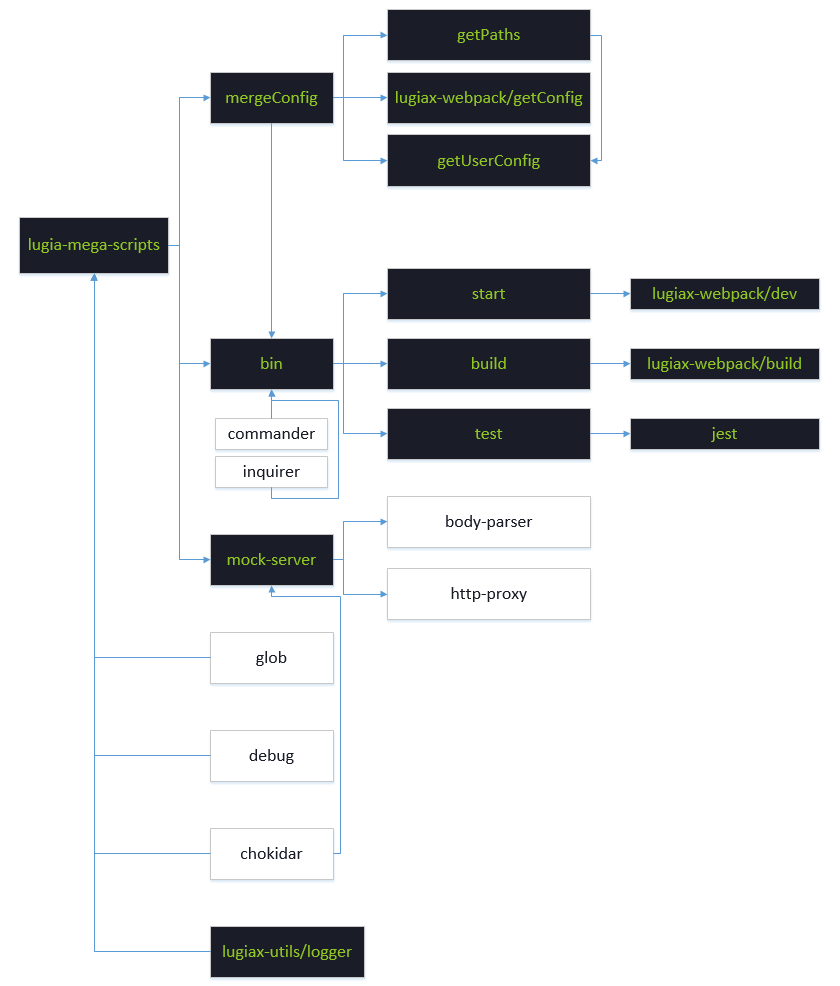 getPaths
mergeConfig
lugiax-webpack/getConfig
getUserConfig
lugia-mega-scripts
start
lugiax-webpack/dev
bin
build
lugiax-webpack/build
commander
test
jest
inquirer
body-parser
mock-server
http-proxy
glob
debug
chokidar
lugiax-utils/logger